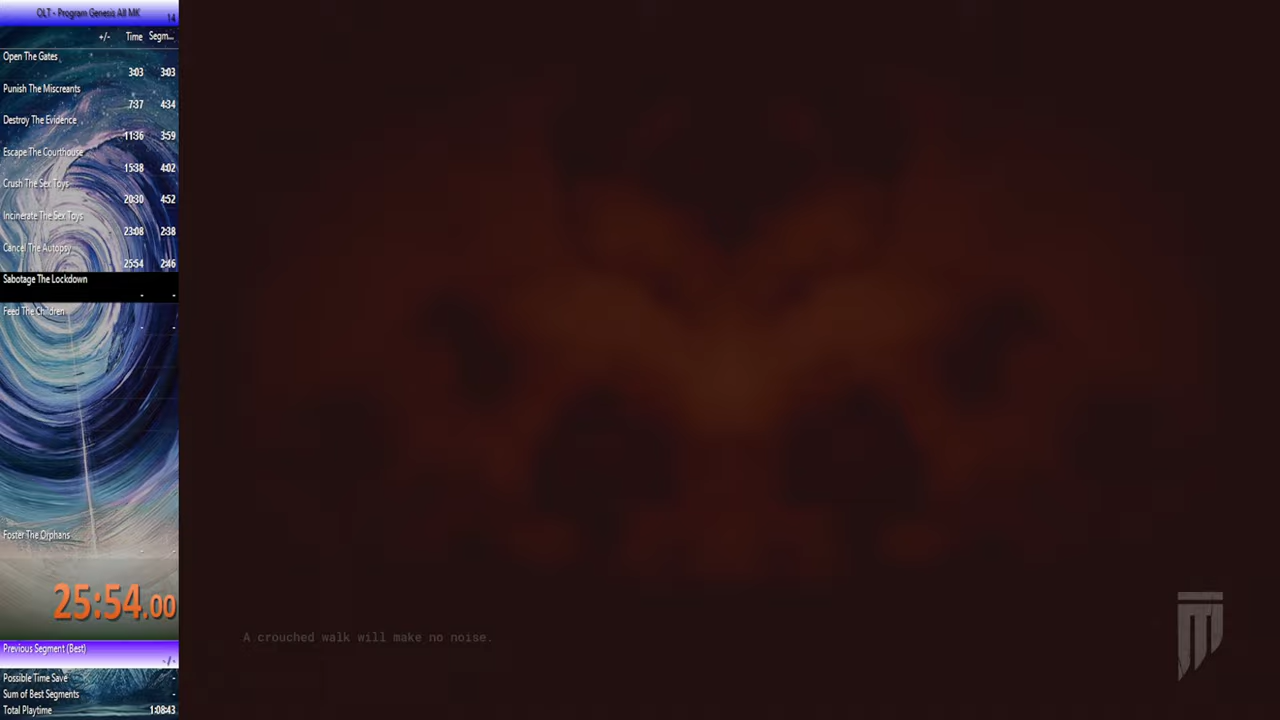 OLT - Program Genesis All MK
14
+/- Time Segm...
Open The Gates
3:03 3:03
Punish The Miscreants
7:37 4:34
Destroy The Evidence
11:36 3:59
Escape The Courthouse
15:38 4:02
Crush The Sex Toys
20:30 4:52
Incinerate The Sex Toys
23:08 2:38
Cancel The Autopsy
25:54 2:46
Sabotage The Lockdown
- -
Feed The Children
- -
Foster The Orphans
- -
25:54.00
Previous Segment (Best)
-/-
Possible Time Save -
Sum of Best Segments -
Total Playtime 1:08:43
A crouched walk will make no noise.